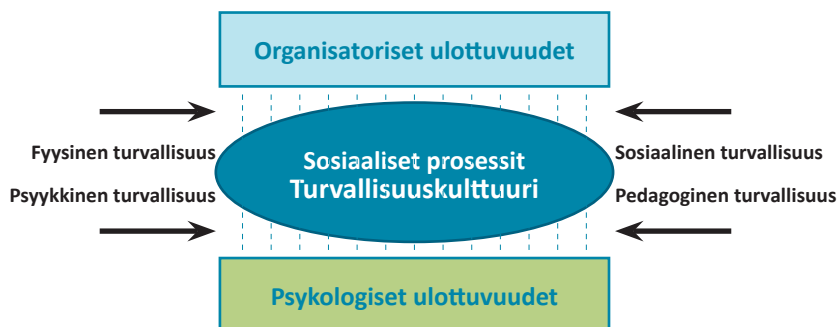 Organisatoriset ulottuvuudet
Fyysinen turvallisuus
Psyykkinen turvallisuus
Sosiaaliset prosessit
Turvallisuuskulttuuri
Sosiaalinen turvallisuus
Pedagoginen turvallisuus
Psykologiset ulottuvuudet